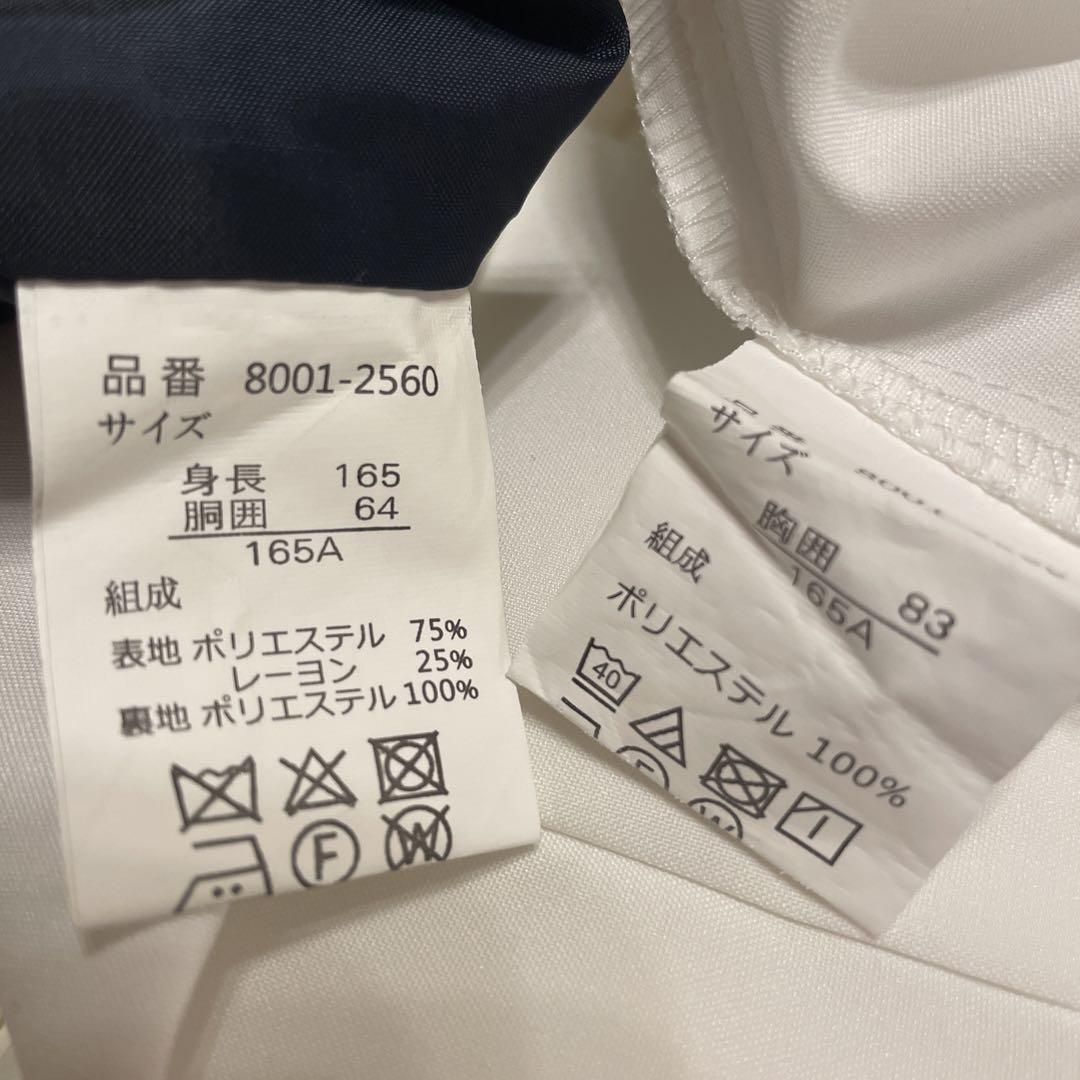 品番 8001-2560
サイズ
身長 165
胴囲 64
165A
組成
表地 ポリエステル 75%
レーヨン 25%
裏地 ポリエステル 100%
F
W
サイズ
胸囲 83
165A
組成
ポリエステル 100%
40